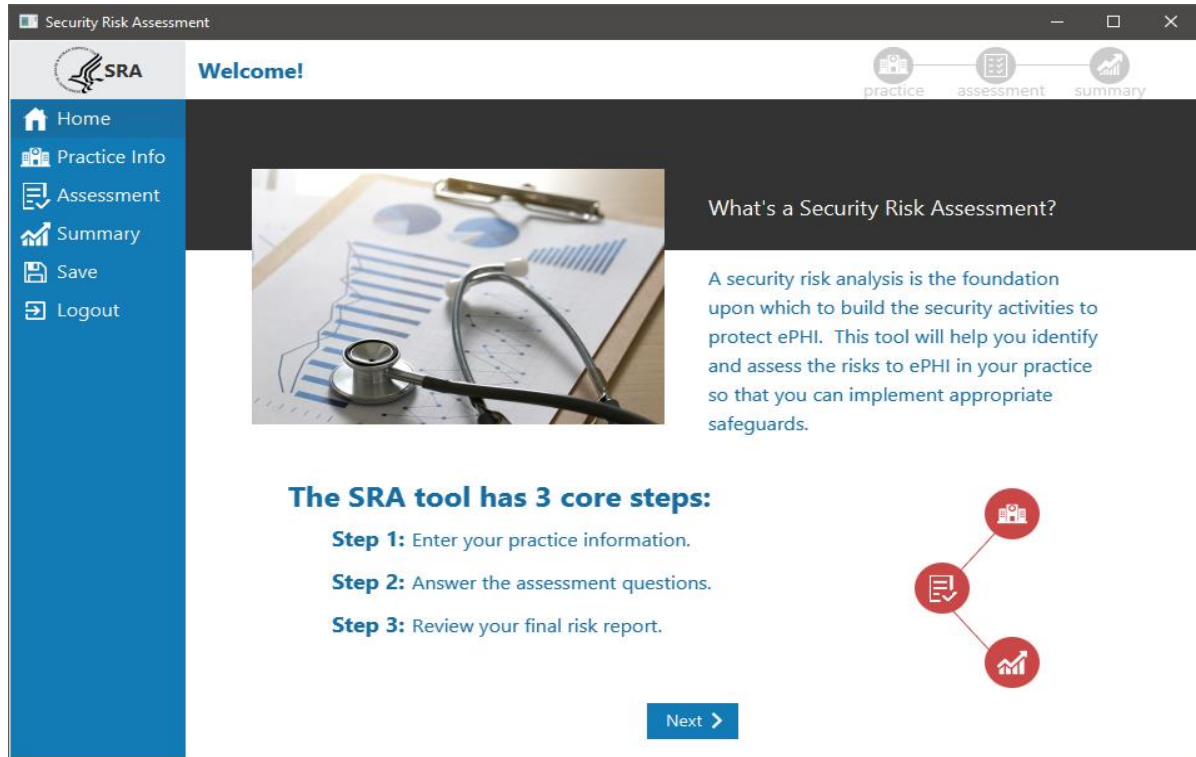 Security Risk Assessment
SRA
Welcome!
practice
assessment
summary
Home
Practice Info
Assessment
Summary
Save
Logout
What's a Security Risk Assessment?
A security risk analysis is the foundation
upon which to build the security activities to
protect ePHI.  This tool will help you identify
and assess the risks to ePHI in your practice
so that you can implement appropriate
safeguards.
The SRA tool has 3 core steps:
Step 1: Enter your practice information.
Step 2: Answer the assessment questions.
Step 3: Review your final risk report.
Next